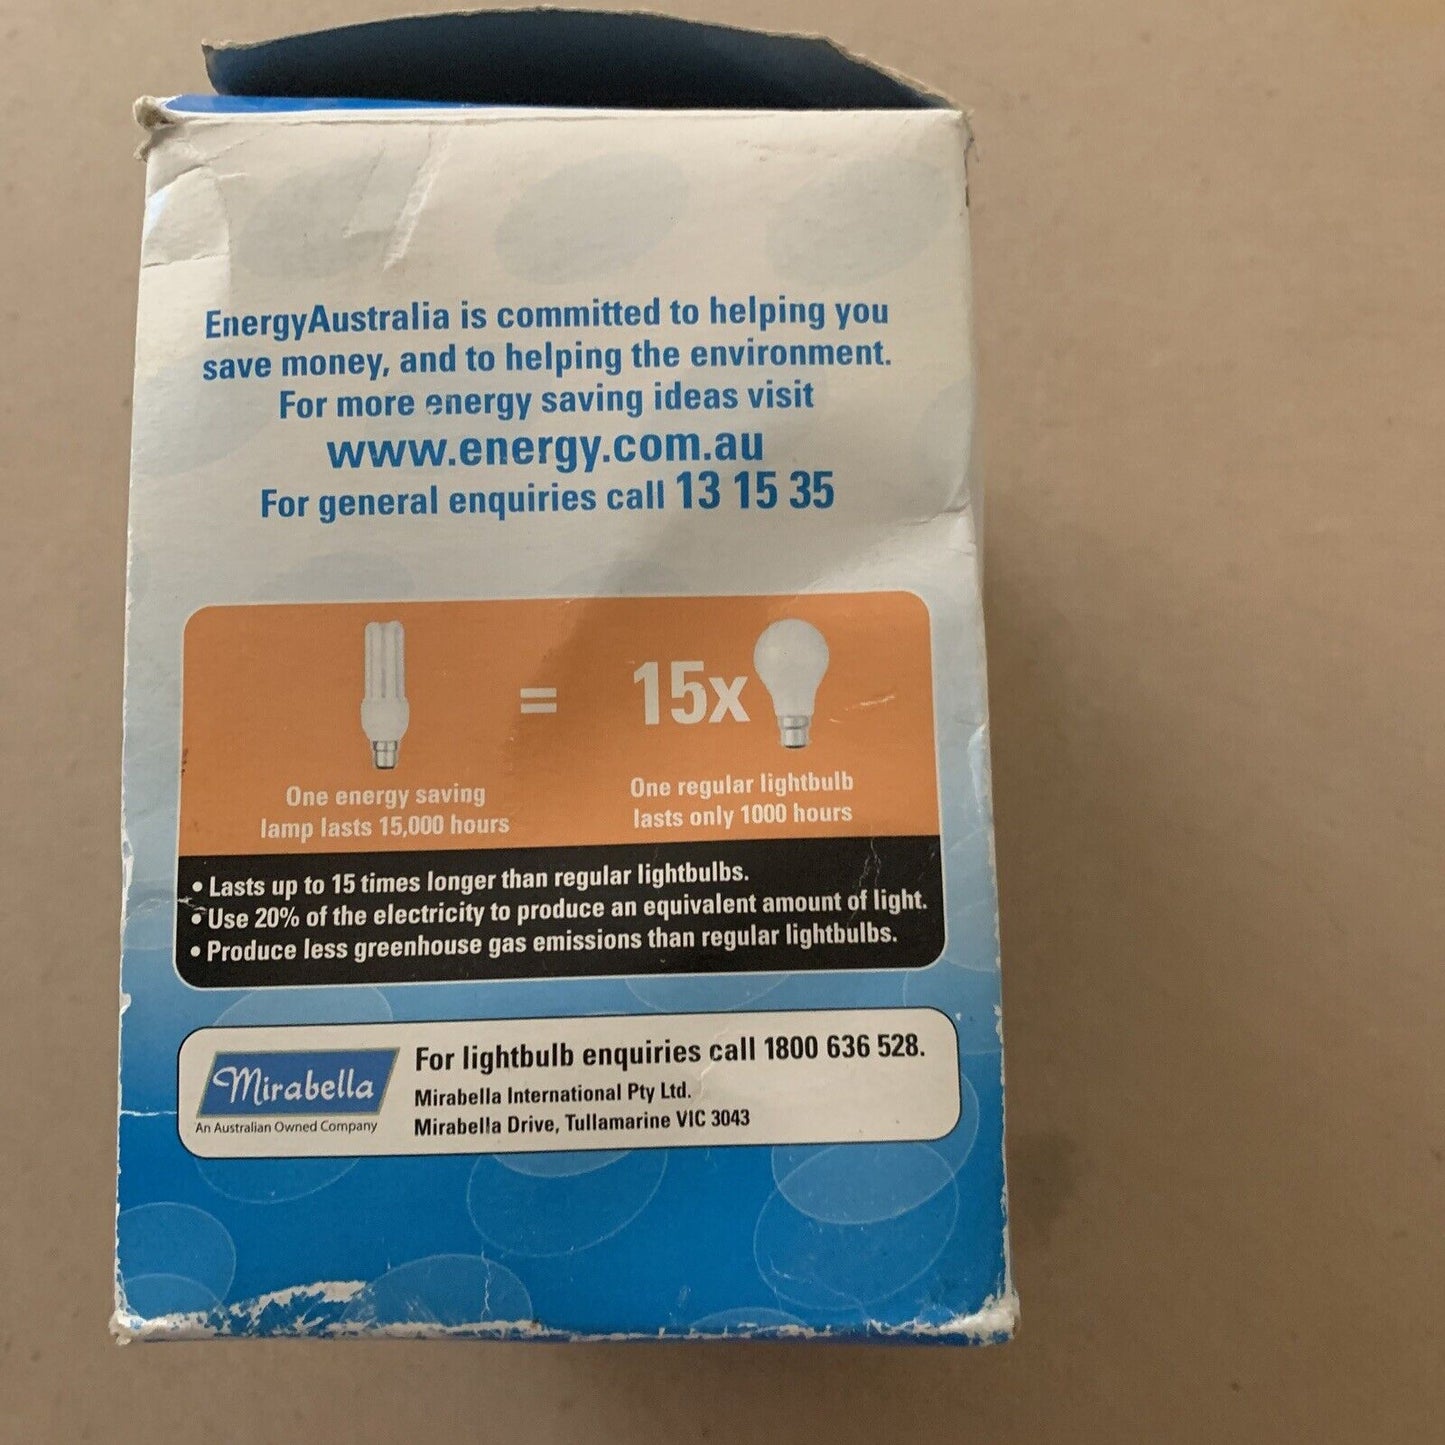 EnergyAustralia is committed to helping you
save money, and to helping the environment.
For more energy saving ideas visit
www.energy.com.au
For general enquiries call 13 15 35
= 15x
One energy saving
lamp lasts 15,000 hours
One regular lightbulb
lasts only 1000 hours
• Lasts up to 15 times longer than regular lightbulbs.
• Use 20% of the electricity to produce an equivalent amount of light.
• Produce less greenhouse gas emissions than regular lightbulbs.
Mirabella
An Australian Owned Company
For lightbulb enquiries call 1800 636 528.
Mirabella International Pty Ltd.
Mirabella Drive, Tullamarine VIC 3043